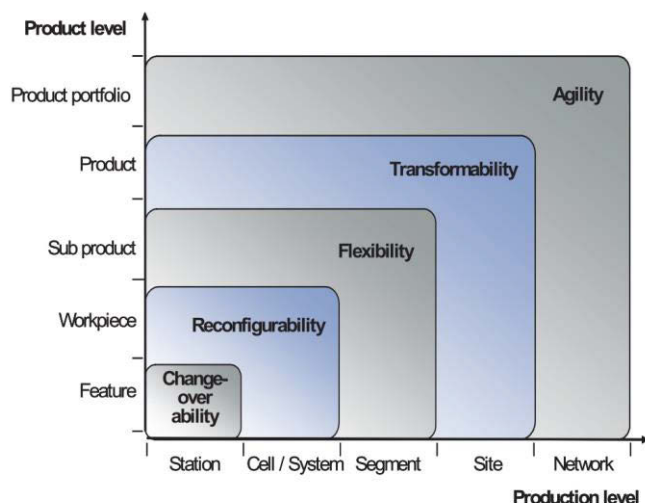 Product level
Product portfolio
Agility
Product
Transformability
Sub product
Flexibility
Workpiece
Reconfigurability
Feature
Change-
over
ability
Station
Cell / System
Segment
Site
Network
Production level